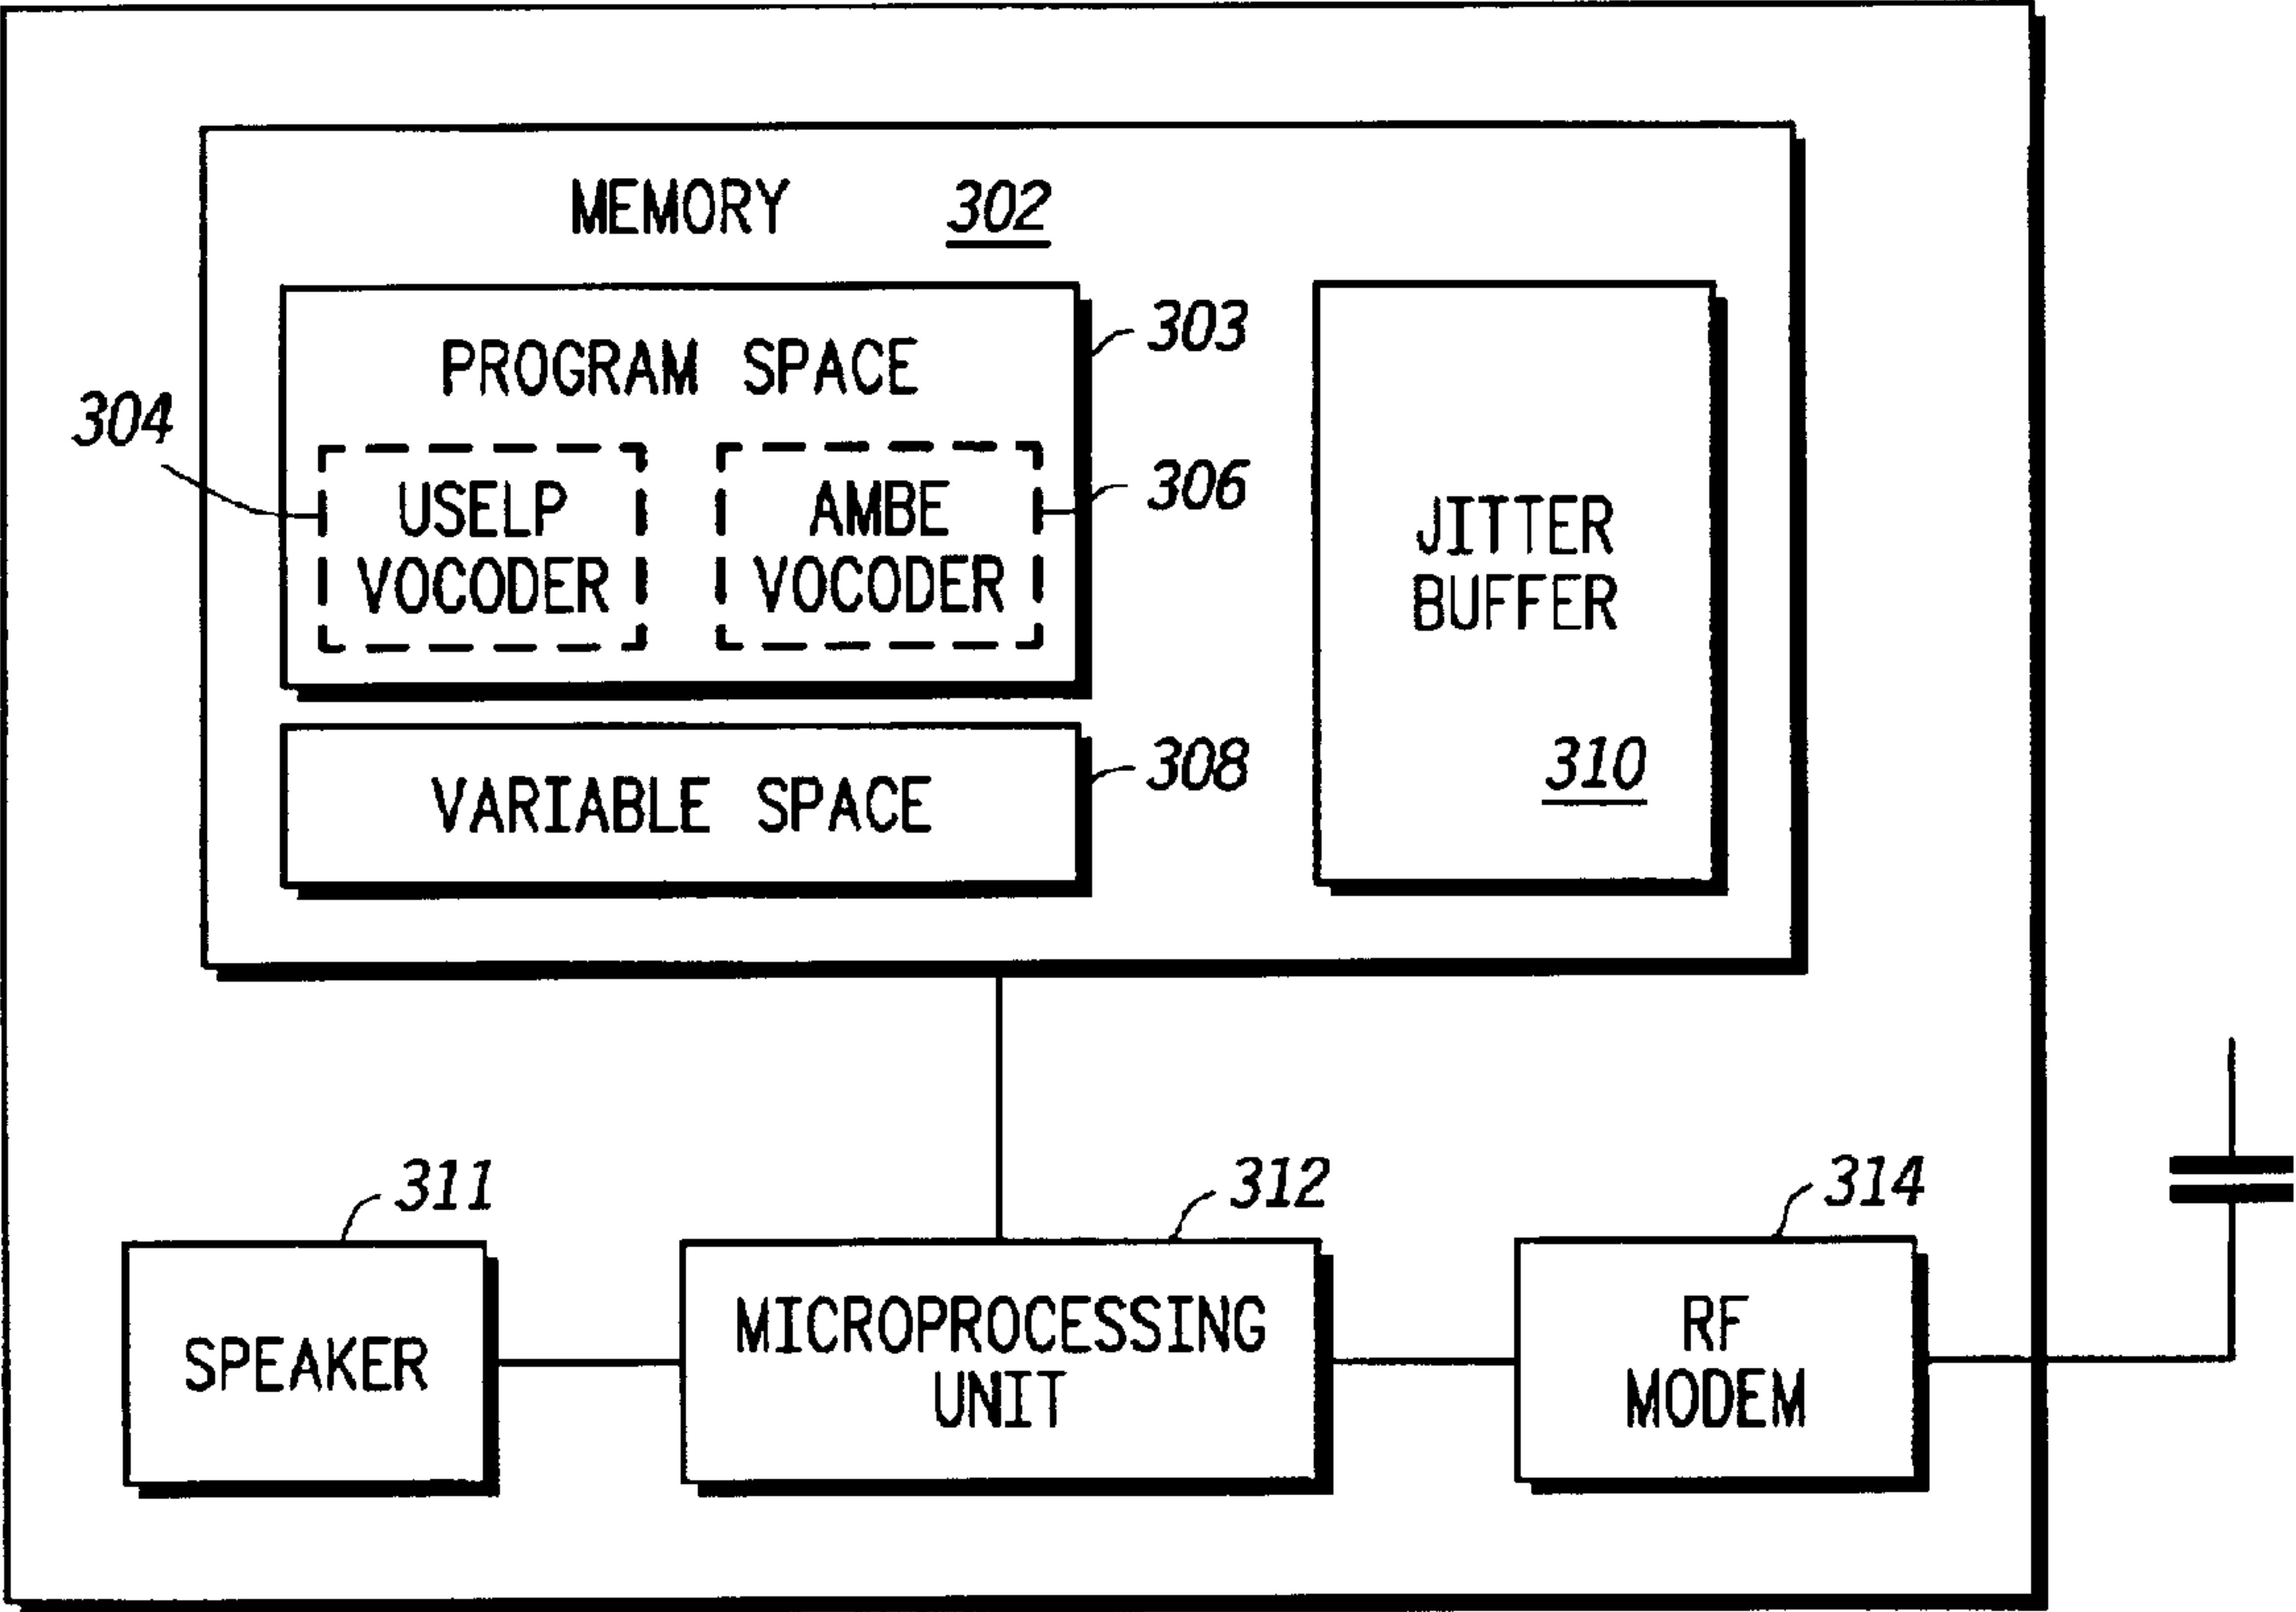 MEMORY 302
PROGRAM SPACE
303
304
USELP
VOCODER
AMBE
VOCODER
306
VARIABLE SPACE
308
JITTER
BUFFER
310
311
SPEAKER
312
MICROPROCESSING
UNIT
314
RF
MODEM